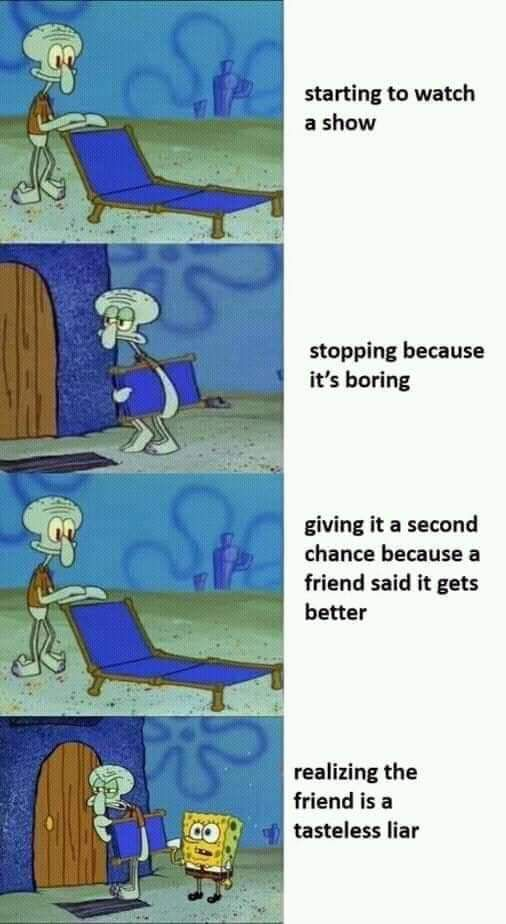 starting to watch
a show
stopping because
it's boring
giving it a second
chance because a
friend said it gets
better
realizing the
friend is a
tasteless liar